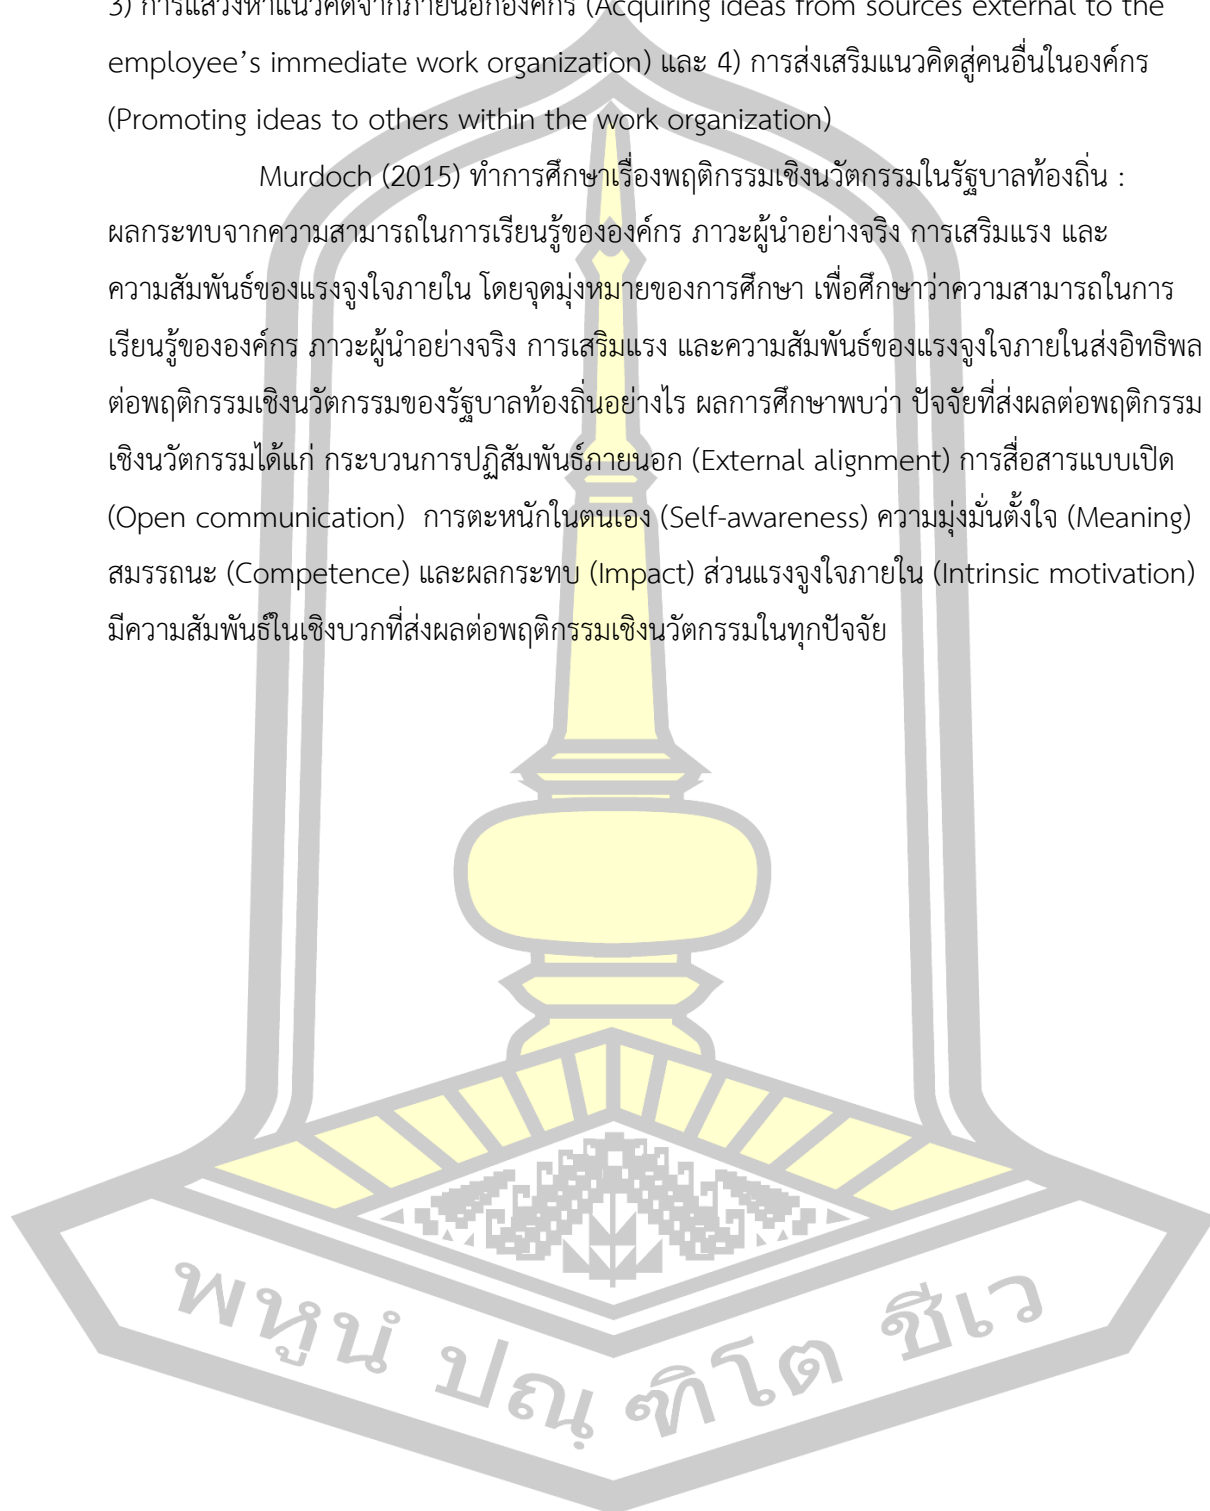 3) การแสวงหาแนวคิดจากภายนอกองค์กร (Acquiring ideas from sources external to the
employee’s immediate work organization) และ 4) การส่งเสริมแนวคิดสู่คนอื่นในองค์กร
(Promoting ideas to others within the work organization)
Murdoch (2015) ทำการศึกษาเรื่องพฤติกรรมเชิงนวัตกรรมในรัฐบาลท้องถิ่น :
ผลกระทบจากความสามารถในการเรียนรู้ขององค์กร ภาวะผู้นำอย่างจริง การเสริมแรง และ
ความสัมพันธ์ของแรงจูงใจภายใน โดยจุดมุ่งหมายของการศึกษา เพื่อศึกษาว่าความสามารถในการ
เรียนรู้ขององค์กร ภาวะผู้นำอย่างจริง การเสริมแรง และความสัมพันธ์ของแรงจูงใจภายในส่งอิทธิพล
ต่อพฤติกรรมเชิงนวัตกรรมของรัฐบาลท้องถิ่นอย่างไร ผลการศึกษาพบว่า ปัจจัยที่ส่งผลต่อพฤติกรรม
เชิงนวัตกรรมได้แก่ กระบวนการปฏิสัมพันธ์ภายนอก (External alignment) การสื่อสารแบบเปิด
(Open communication)  การตะหนักในตนเอง (Self-awareness) ความมุ่งมั่นตั้งใจ (Meaning)
สมรรถนะ (Competence) และผลกระทบ (Impact) ส่วนแรงจูงใจภายใน (Intrinsic motivation)
มีความสัมพันธ์ในเชิงบวกที่ส่งผลต่อพฤติกรรมเชิงนวัตกรรมในทุกปัจจัย
พหูนํ ปณฺ ฑิโต ชีเว